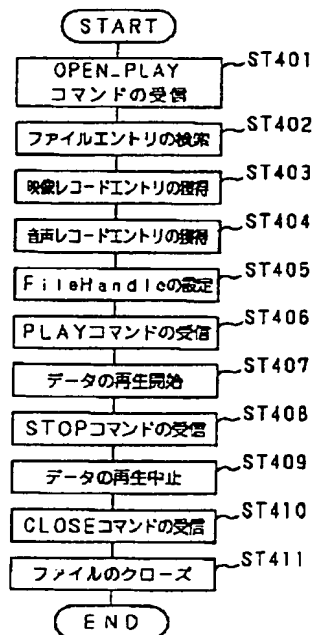 START
OPEN_PLAY
コマンドの受信
ST401
ファイルエントリの検索
ST402
映像レコードエントリの獲得
ST403
音声レコードエントリの獲得
ST404
FileHandleの設定
ST405
PLAYコマンドの受信
ST406
データの再生開始
ST407
STOPコマンドの受信
ST408
データの再生中止
ST409
CLOSEコマンドの受信
ST410
ファイルのクローズ
ST411
END